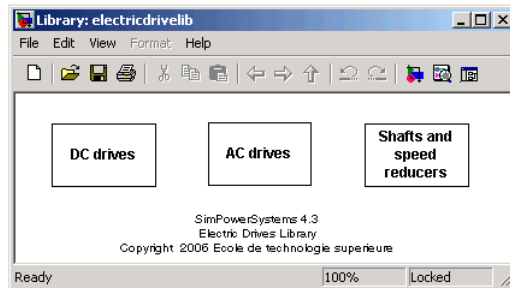 Library: electricdrivelib
File Edit View Format Help
DC drives
AC drives
Shafts and
speed
reducers
SimPowerSystems 4.3
Electric Drives Library
Copyright 2006 Ecole de technologie superieure
Ready 100% Locked